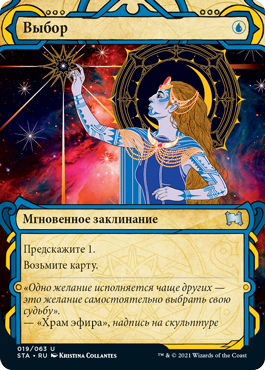 Выбор
Мгновенное заклинание
Предскажите 1.
Возьмите карту.
«Одно желание исполняется чаще других —
это желание самостоятельно выбрать свою
судьбу».
— «Храм эфира», надпись на скульптуре
019/063 U
STA • RU KRISTINA COLLANTES
™ & © 2021 Wizards of the Coast